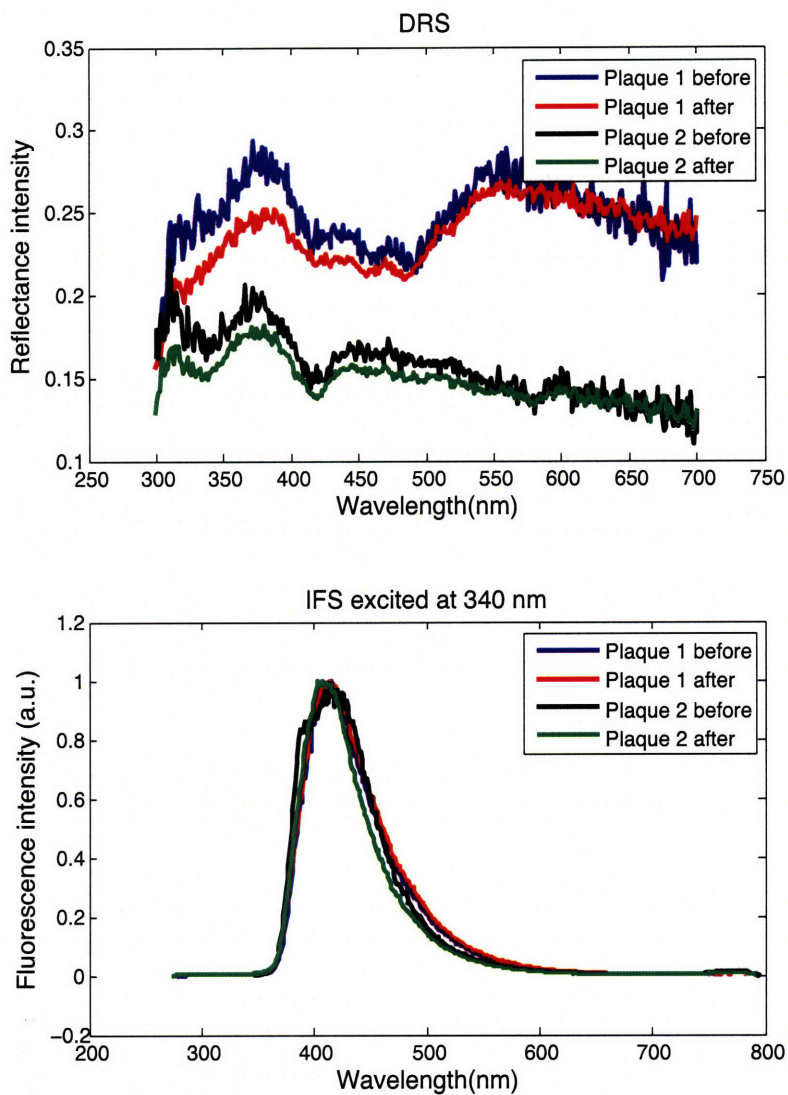 DRS
0.35
0.3
0.25
0.2
0.15
0.1
Reflectance intensity
Plaque 1 before
Plaque 1 after
Plaque 2 before
Plaque 2 after
250 300 350 400 450 500 550 600 650 700 750
Wavelength(nm)
IFS excited at 340 nm
1.2
1
0.8
0.6
0.4
0.2
0
−0.2
Fluorescence intensity (a.u.)
Plaque 1 before
Plaque 1 after
Plaque 2 before
Plaque 2 after
200 300 400 500 600 700 800
Wavelength(nm)